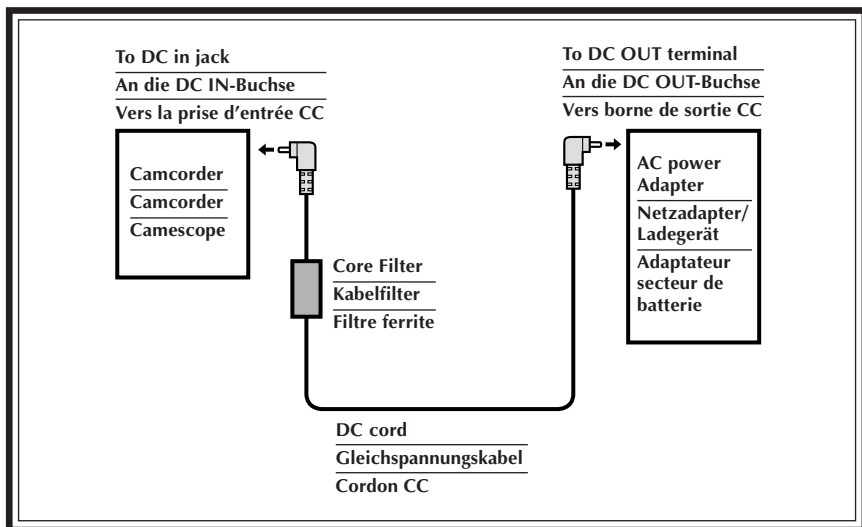 To DC in jack
An die DC IN-Buchse
Vers la prise d'entrée CC
To DC OUT terminal
An die DC OUT-Buchse
Vers borne de sortie CC
Camcorder
Camcorder
Camescope
AC power
Adapter
Netzadapter/
Ladegerät
Adaptateur
secteur de
batterie
Core Filter
Kabelfilter
Filtre ferrite
DC cord
Gleichspannungskabel
Cordon CC